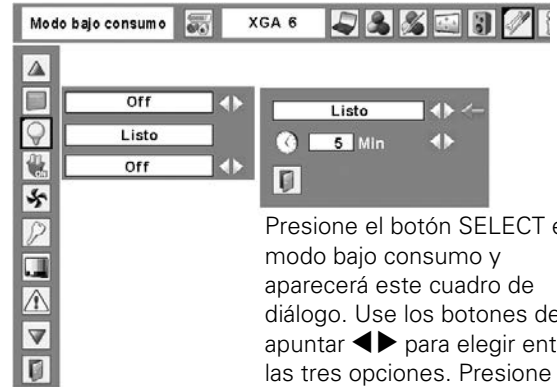 Modo bajo consumo
XGA 6
Off
Listo
ON
Off
Listo
5 Min
Presione el botón SELECT
modo bajo consumo y
aparecerá este cuadro de
diálogo. Use los botones de
apuntar ◀▶ para elegir
las tres opciones. Presione